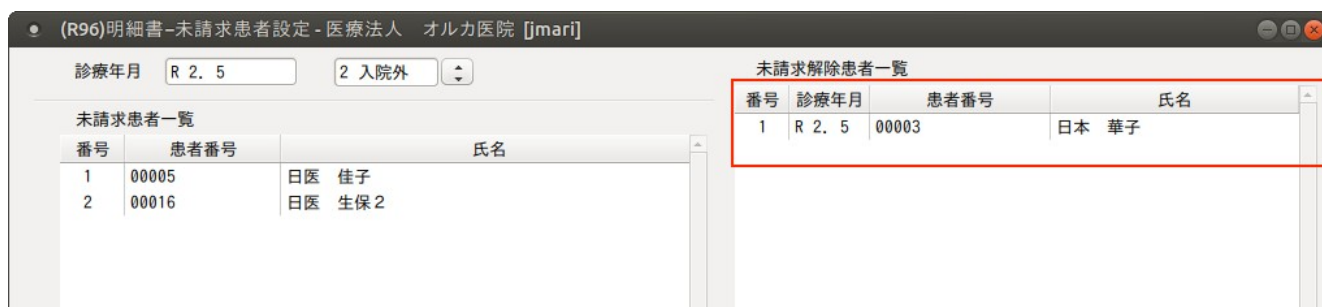 (R96)明細書–未請求患者設定 - 医療法人　オルカ医院 [jmari]
診療年月 R 2. 5 2 入院外
未請求患者一覧
番号 患者番号 氏名
1 00005 日医　佳子
2 00016 日医　生保２
未請求解除患者一覧
番号 診療年月 患者番号 氏名
1 R 2. 5 00003 日本　華子